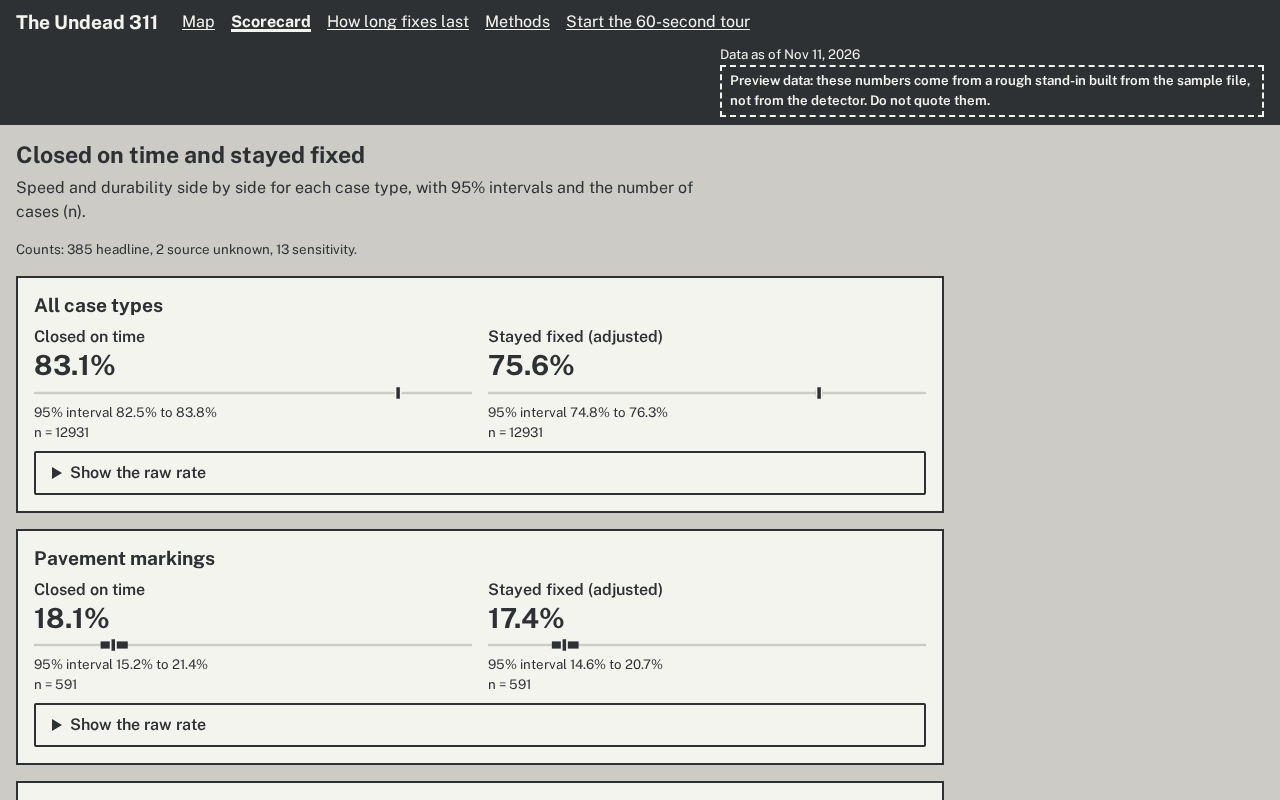 The Undead 311 Map Scorecard How long fixes last Methods Start the 60-second tour
Data as of Nov 11, 2026
Preview data: these numbers come from a rough stand-in built from the sample file,
not from the detector. Do not quote them.
Closed on time and stayed fixed
Speed and durability side by side for each case type, with 95% intervals and the number of
cases (n).
Counts: 385 headline, 2 source unknown, 13 sensitivity.
All case types
Closed on time
83.1%
95% interval 82.5% to 83.8%
n = 12931
Stayed fixed (adjusted)
75.6%
95% interval 74.8% to 76.3%
n = 12931
Show the raw rate
Pavement markings
Closed on time
18.1%
95% interval 15.2% to 21.4%
n = 591
Stayed fixed (adjusted)
17.4%
95% interval 14.6% to 20.7%
n = 591
Show the raw rate